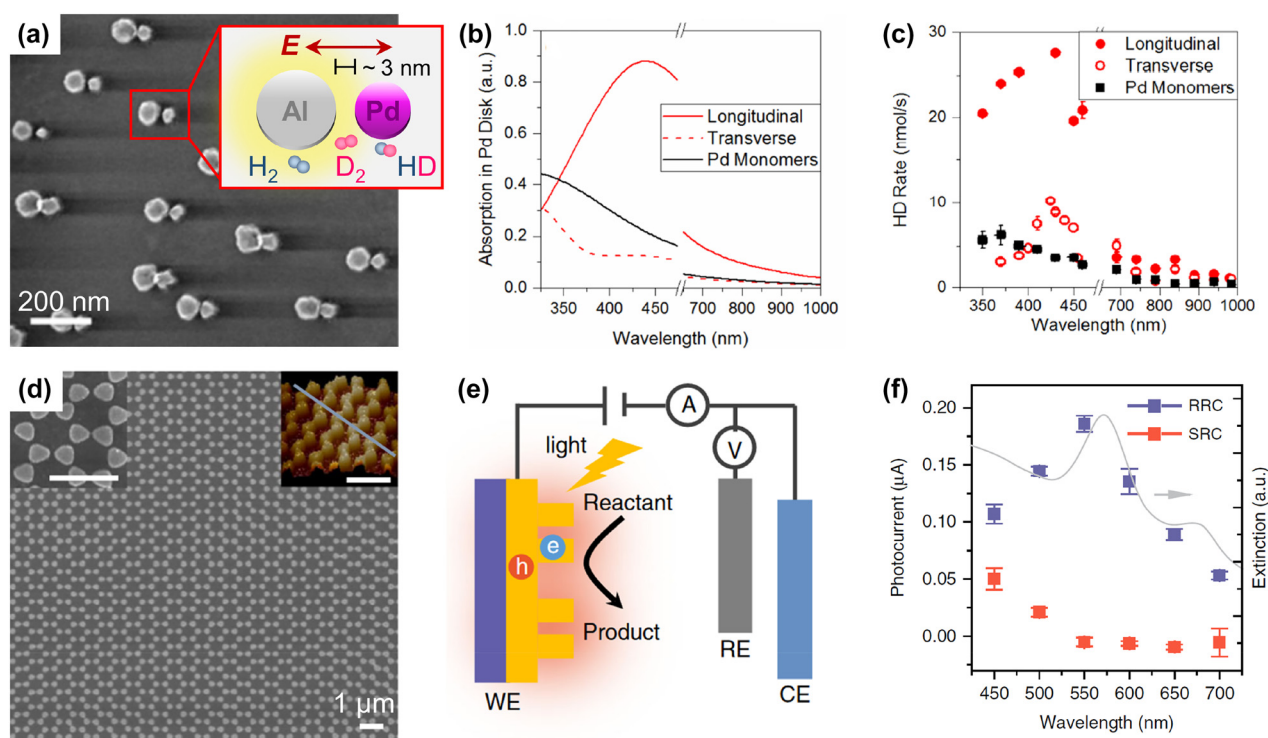 (a)
E
~ 3 nm
Al
Pd
H2
D2
HD
200 nm
(b)
Absorption in Pd Disk (a.u.)
1.0
0.8
0.6
0.4
0.2
0.0
Longitudinal
Transverse
Pd Monomers
350
400
450
700
800
900
1000
Wavelength (nm)
(c)
HD Rate (nmol/s)
30
20
10
0
Longitudinal
Transverse
Pd Monomers
350
400
450
700
800
900
1000
Wavelength (nm)
(d)
1 µm
(e)
A
V
light
Reactant
e
h
Product
WE
RE
CE
(f)
Photocurrent (µA)
0.20
0.15
0.10
0.05
0.00
RRC
SRC
Extinction (a.u.)
450
500
550
600
650
700
Wavelength (nm)